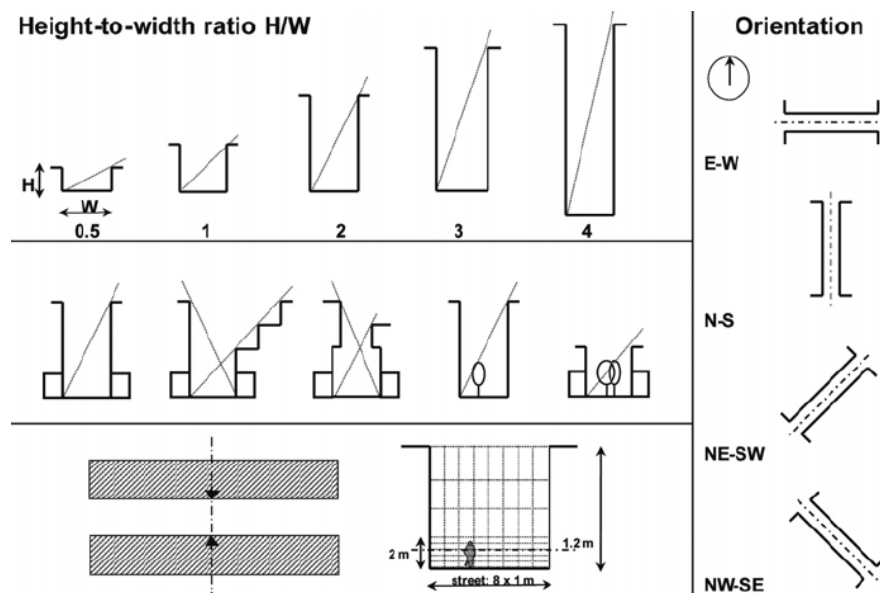 Height-to-width ratio H/W
Orientation
H
W
0.5 1 2 3 4
E-W
N-S
NE-SW
NW-SE
2 m
1.2 m
street: 8 x 1 m